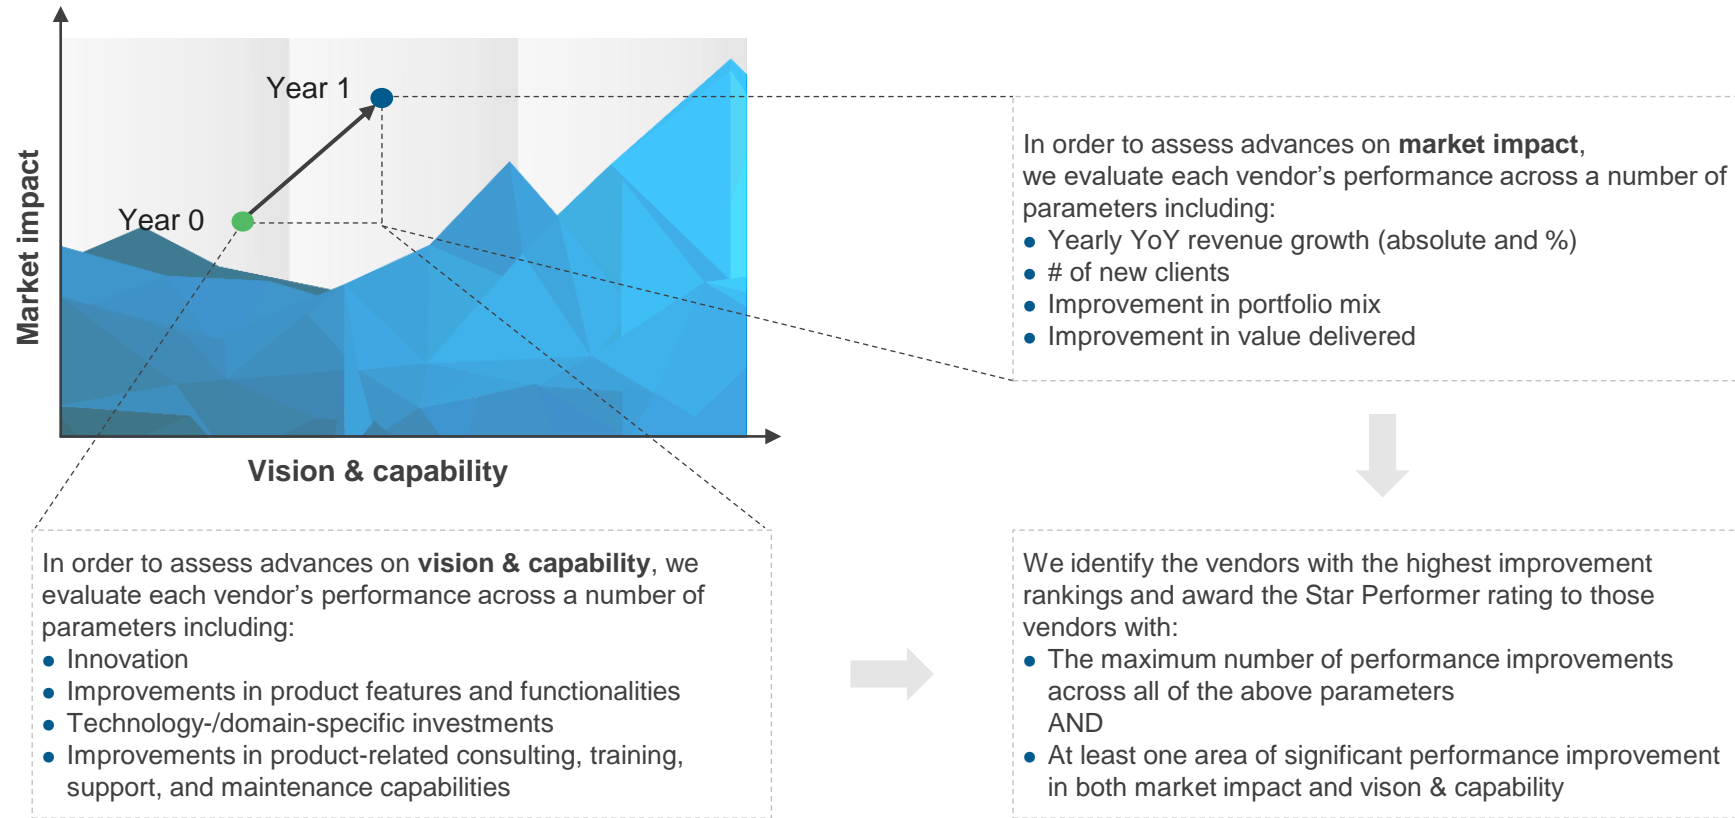 Market impact
Year 1
Year 0
Vision & capability
In order to assess advances on market impact,
we evaluate each vendor’s performance across a number of
parameters including:
● Yearly YoY revenue growth (absolute and %)
● # of new clients
● Improvement in portfolio mix
● Improvement in value delivered
In order to assess advances on vision & capability, we
evaluate each vendor’s performance across a number of
parameters including:
● Innovation
● Improvements in product features and functionalities
● Technology-/domain-specific investments
● Improvements in product-related consulting, training,
support, and maintenance capabilities
We identify the vendors with the highest improvement
rankings and award the Star Performer rating to those
vendors with:
● The maximum number of performance improvements
across all of the above parameters
AND
● At least one area of significant performance improvement
in both market impact and vison & capability